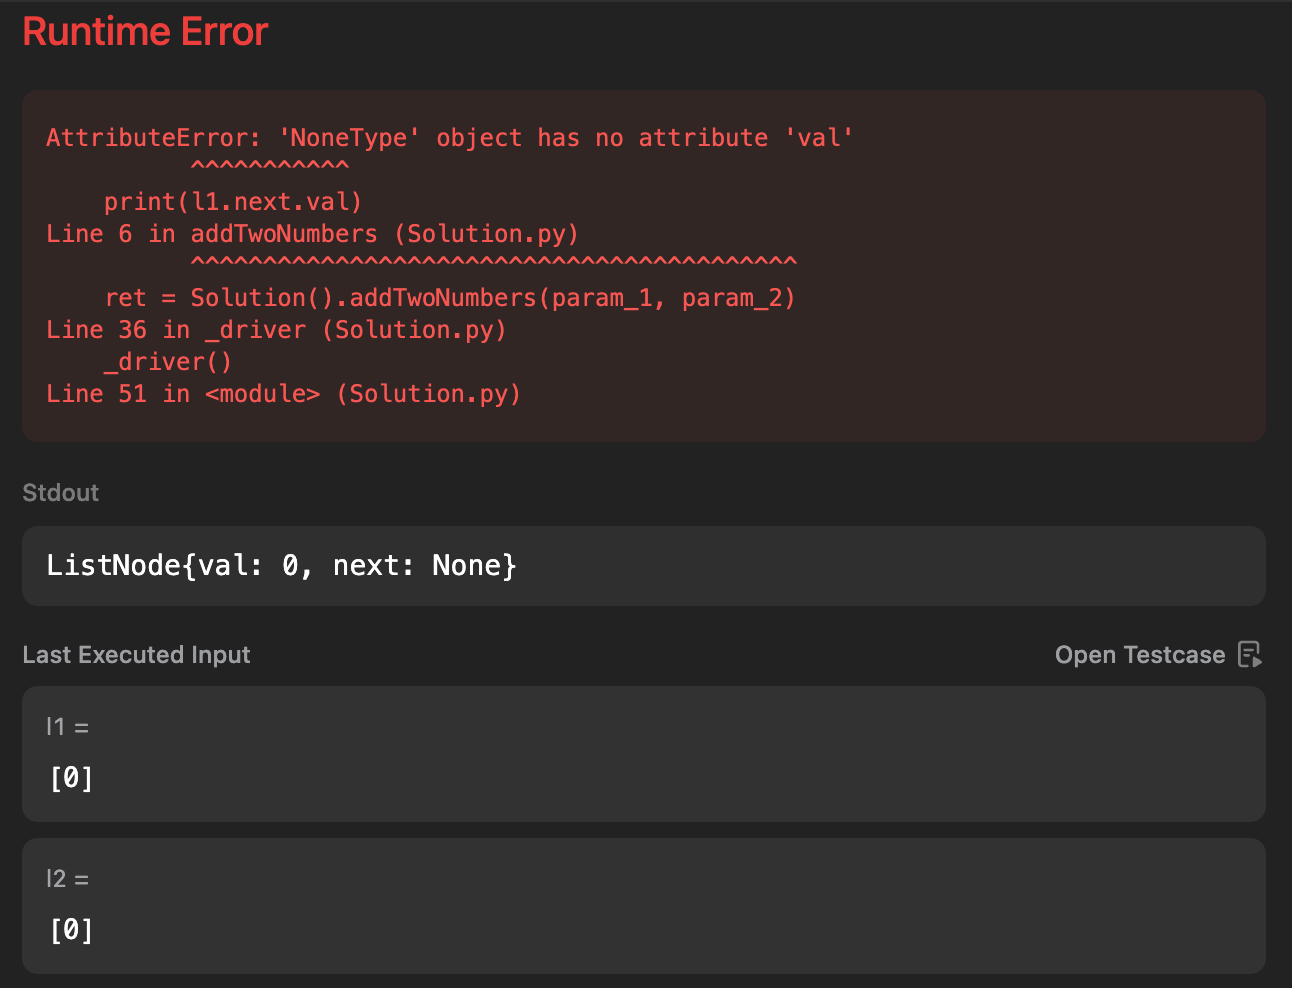 Runtime Error
AttributeError: 'NoneType' object has no attribute 'val'
          ^^^^^^^^^^^
    print(l1.next.val)
Line 6 in addTwoNumbers (Solution.py)
          ^^^^^^^^^^^^^^^^^^^^^^^^^^^^^^^^^^^^^^^^^^
    ret = Solution().addTwoNumbers(param_1, param_2)
Line 36 in _driver (Solution.py)
    _driver()
Line 51 in <module> (Solution.py)
Stdout
ListNode{val: 0, next: None}
Last Executed Input
Open Testcase
l1 =
[0]
l2 =
[0]